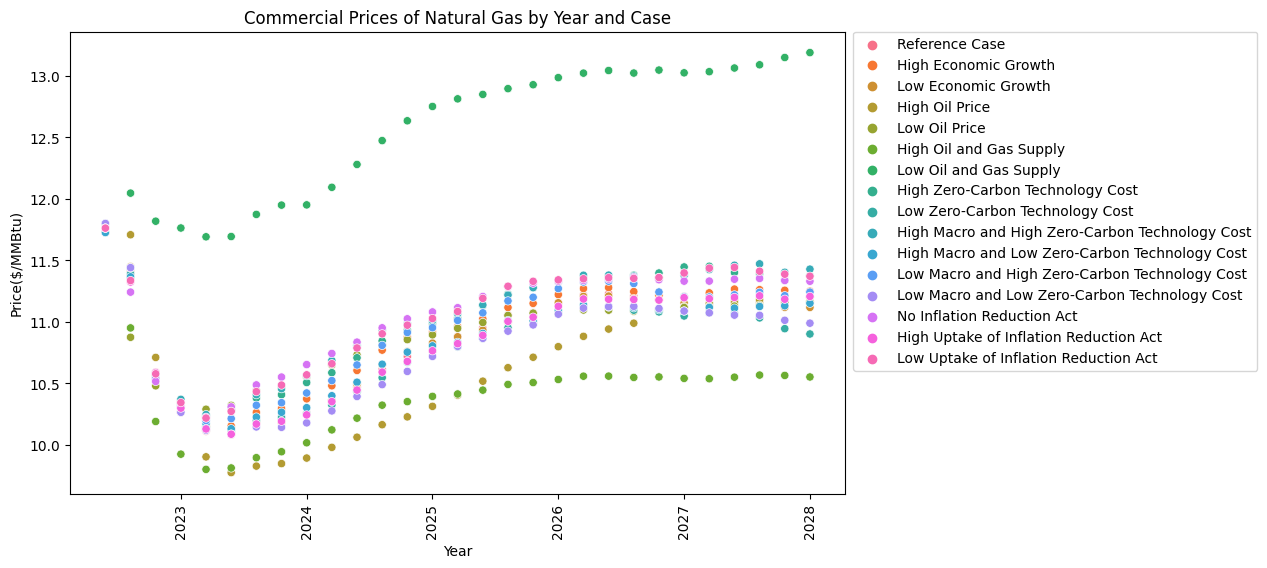 Commercial Prices of Natural Gas by Year and Case
Price($/MMBtu)
13.0
12.5
12.0
11.5
11.0
10.5
10.0
2023
2024
2025
2026
2027
2028
Year
Reference Case
High Economic Growth
Low Economic Growth
High Oil Price
Low Oil Price
High Oil and Gas Supply
Low Oil and Gas Supply
High Zero-Carbon Technology Cost
Low Zero-Carbon Technology Cost
High Macro and High Zero-Carbon Technology Cost
High Macro and Low Zero-Carbon Technology Cost
Low Macro and High Zero-Carbon Technology Cost
Low Macro and Low Zero-Carbon Technology Cost
No Inflation Reduction Act
High Uptake of Inflation Reduction Act
Low Uptake of Inflation Reduction Act